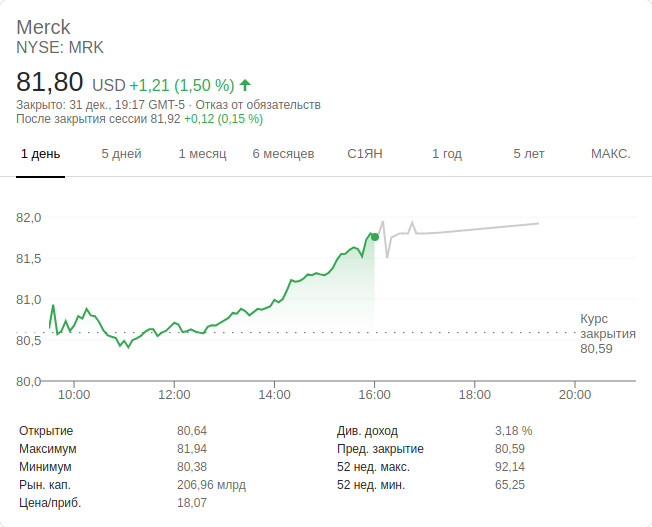 Merck
NYSE: MRK
81,80 USD +1,21 (1,50 %)
Закрыто: 31 дек., 19:17 GMT-5 · Отказ от обязательств
После закрытия сессии 81,92 +0,12 (0,15 %)
1 день 5 дней 1 месяц 6 месяцев С1ЯН 1 год 5 лет МАКС.
82,0
81,5
81,0
80,5
80,0
Курс
закрытия
80,59
10:00 12:00 14:00 16:00 18:00 20:00
Открытие 80,64 Див. доход 3,18 %
Максимум 81,94 Пред. закрытие 80,59
Минимум 80,38 52 нед. макс. 92,14
Рын. кап. 206,96 млрд 52 нед. мин. 65,25
Цена/приб. 18,07